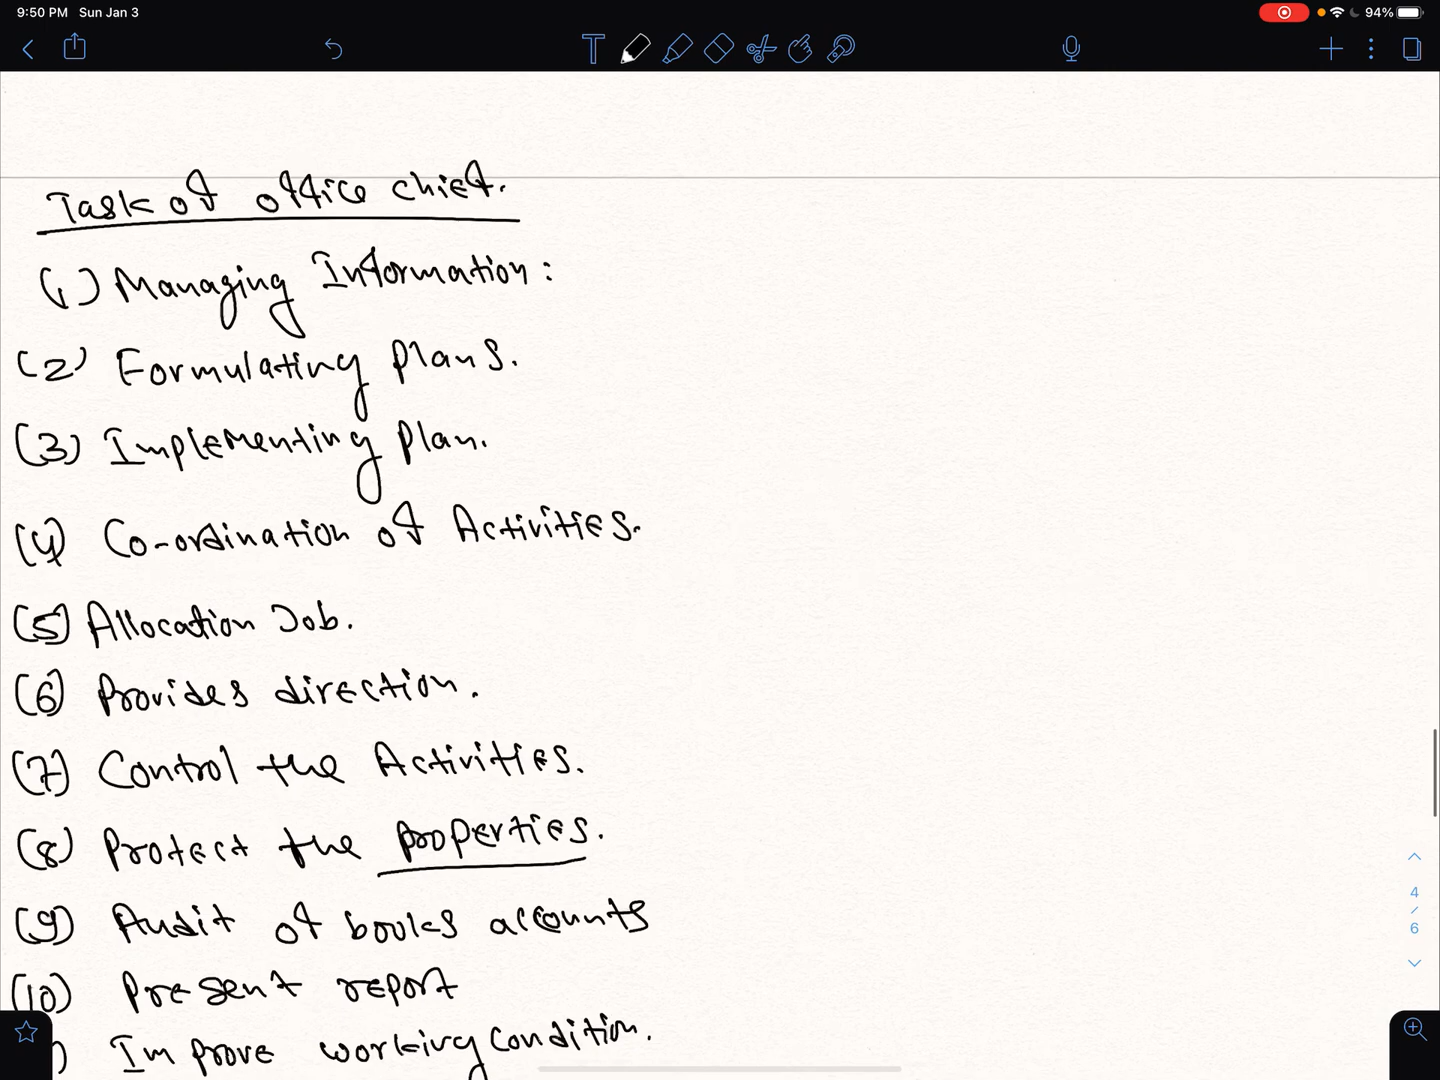 9:50 PM Sun Jan 3
94%
Task of office chief.
(1) Managing Information:
(2) Formulating plans.
(3) Implementing plan.
(4) Co-ordination of Activities.
(5) Allocation Job.
(6) Provides direction.
(7) Control the Activities.
(8) Protect the properties.
(9) Audit of books accounts
(10) Present report
) Improve working condition.
4
/
6